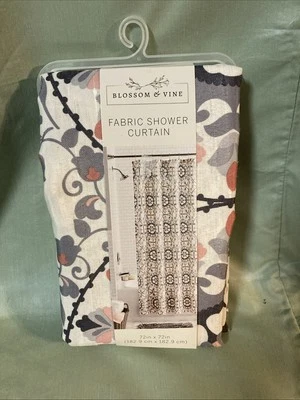 BLOSSOM & VINE
FABRIC SHOWER
CURTAIN
72in x 72in
(182.9 cm x 182.9 cm)